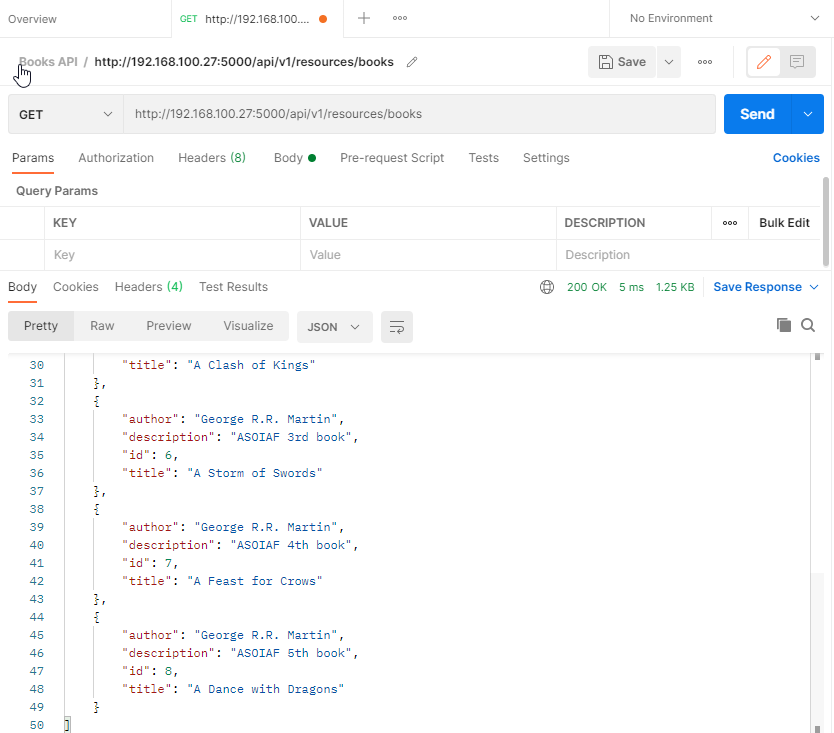 Overview GET http://192.168.100.... No Environment
Books API / http://192.168.100.27:5000/api/v1/resources/books Save
GET http://192.168.100.27:5000/api/v1/resources/books Send
Params Authorization Headers (8) Body Pre-request Script Tests Settings Cookies
Query Params
KEY VALUE DESCRIPTION Bulk Edit
Key Value Description
Body Cookies Headers (4) Test Results 200 OK 5 ms 1.25 KB Save Response
Pretty Raw Preview Visualize JSON
30 "title": "A Clash of Kings"
31 },
32 {
33 "author": "George R.R. Martin",
34 "description": "ASOIAF 3rd book",
35 "id": 6,
36 "title": "A Storm of Swords"
37 },
38 {
39 "author": "George R.R. Martin",
40 "description": "ASOIAF 4th book",
41 "id": 7,
42 "title": "A Feast for Crows"
43 },
44 {
45 "author": "George R.R. Martin",
46 "description": "ASOIAF 5th book",
47 "id": 8,
48 "title": "A Dance with Dragons"
49 }
50 ]